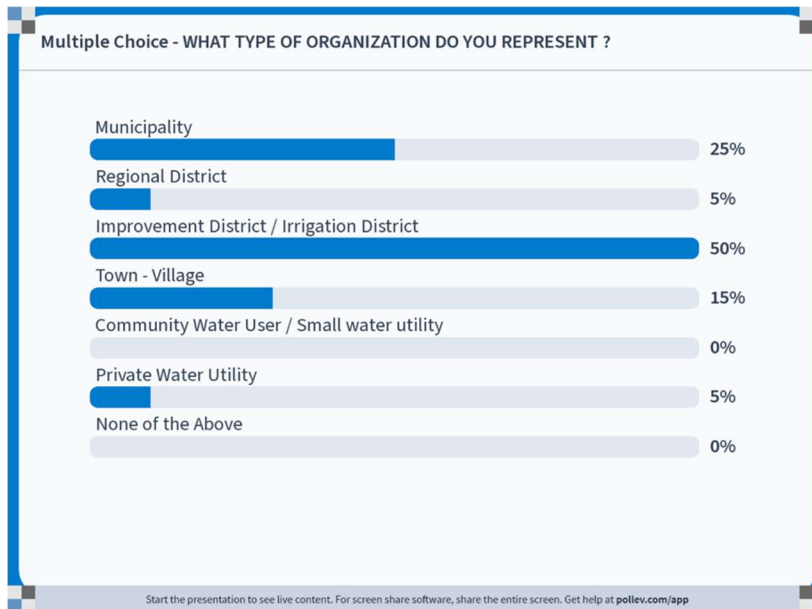 Multiple Choice - WHAT TYPE OF ORGANIZATION DO YOU REPRESENT ?
Municipality
25%
Regional District
5%
Improvement District / Irrigation District
50%
Town - Village
15%
Community Water User / Small water utility
0%
Private Water Utility
5%
None of the Above
0%
Start the presentation to see live content. For screen share software, share the entire screen. Get help at pollev.com/app